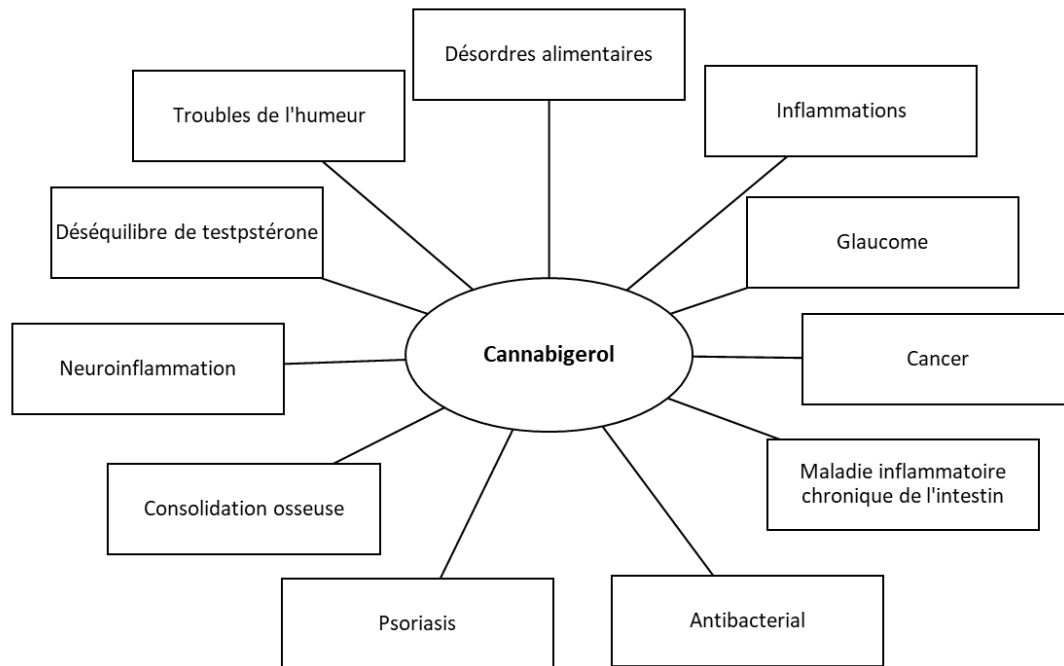 Désordres alimentaires
Troubles de l'humeur
Inflammations
Déséquilibre de testpstérone
Glaucome
Cannabigerol
Neuroinflammation
Cancer
Maladie inflammatoire
chronique de l'intestin
Consolidation osseuse
Psoriasis
Antibacterial